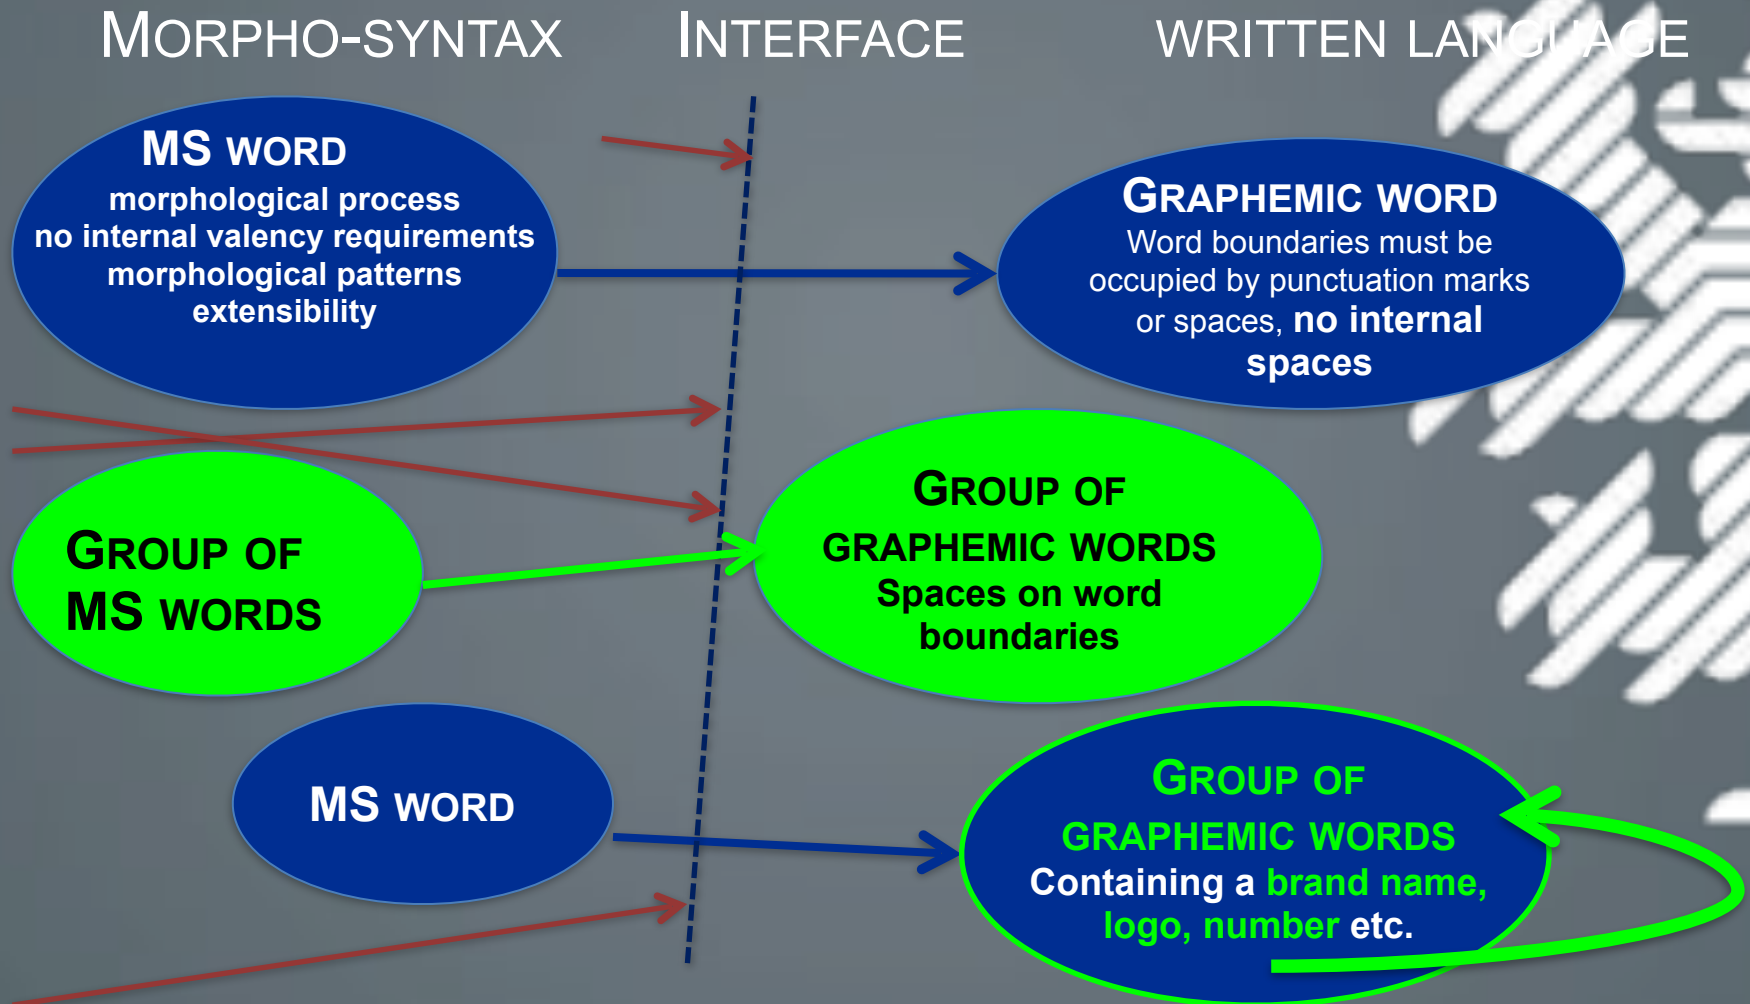 MORPHO-SYNTAX INTERFACE WRITTEN LANGUAGE
MS WORD
morphological process
no internal valency requirements
morphological patterns
extensibility
GRAPHEMIC WORD
Word boundaries must be
occupied by punctuation marks
or spaces, no internal
spaces
GROUP OF
MS WORDS
GROUP OF
GRAPHEMIC WORDS
Spaces on word
boundaries
MS WORD
GROUP OF
GRAPHEMIC WORDS
Containing a brand name,
logo, number etc.